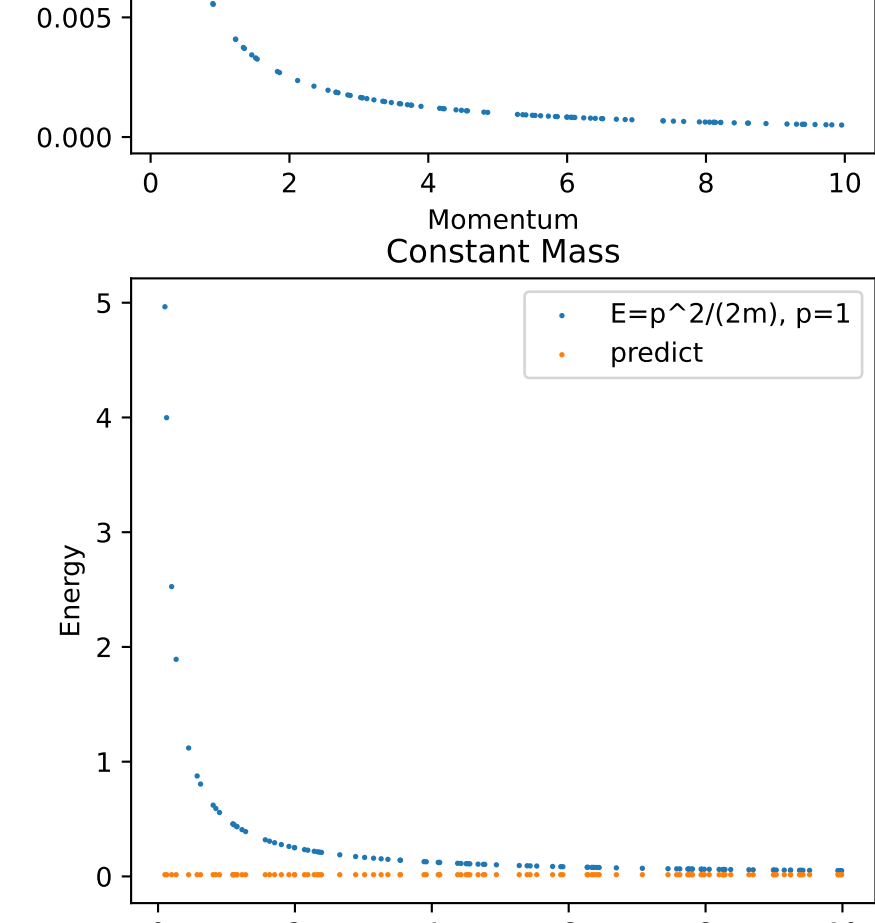 0.005
0.000
0 2 4 6 8 10
Momentum
Constant Mass
5
E=p^2/(2m), p=1
predict
4
3
Energy
2
1
0